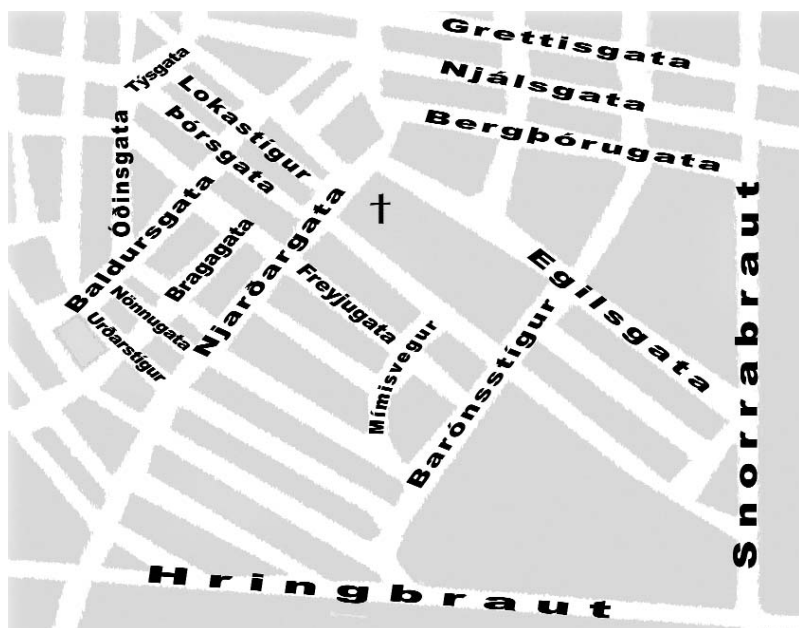 Grettisgata
Njálsgata
Bergþórugata
Týsgata
Lokastígur
Þórsgata
Óðinsgata
Baldursgata
Bragagata
Njarðargata
Nönnugata
Urðarstígur
Freyjugata
Mímisvegur
Egilsgata
Barónsstígur
Snorrabraut
Hringbraut